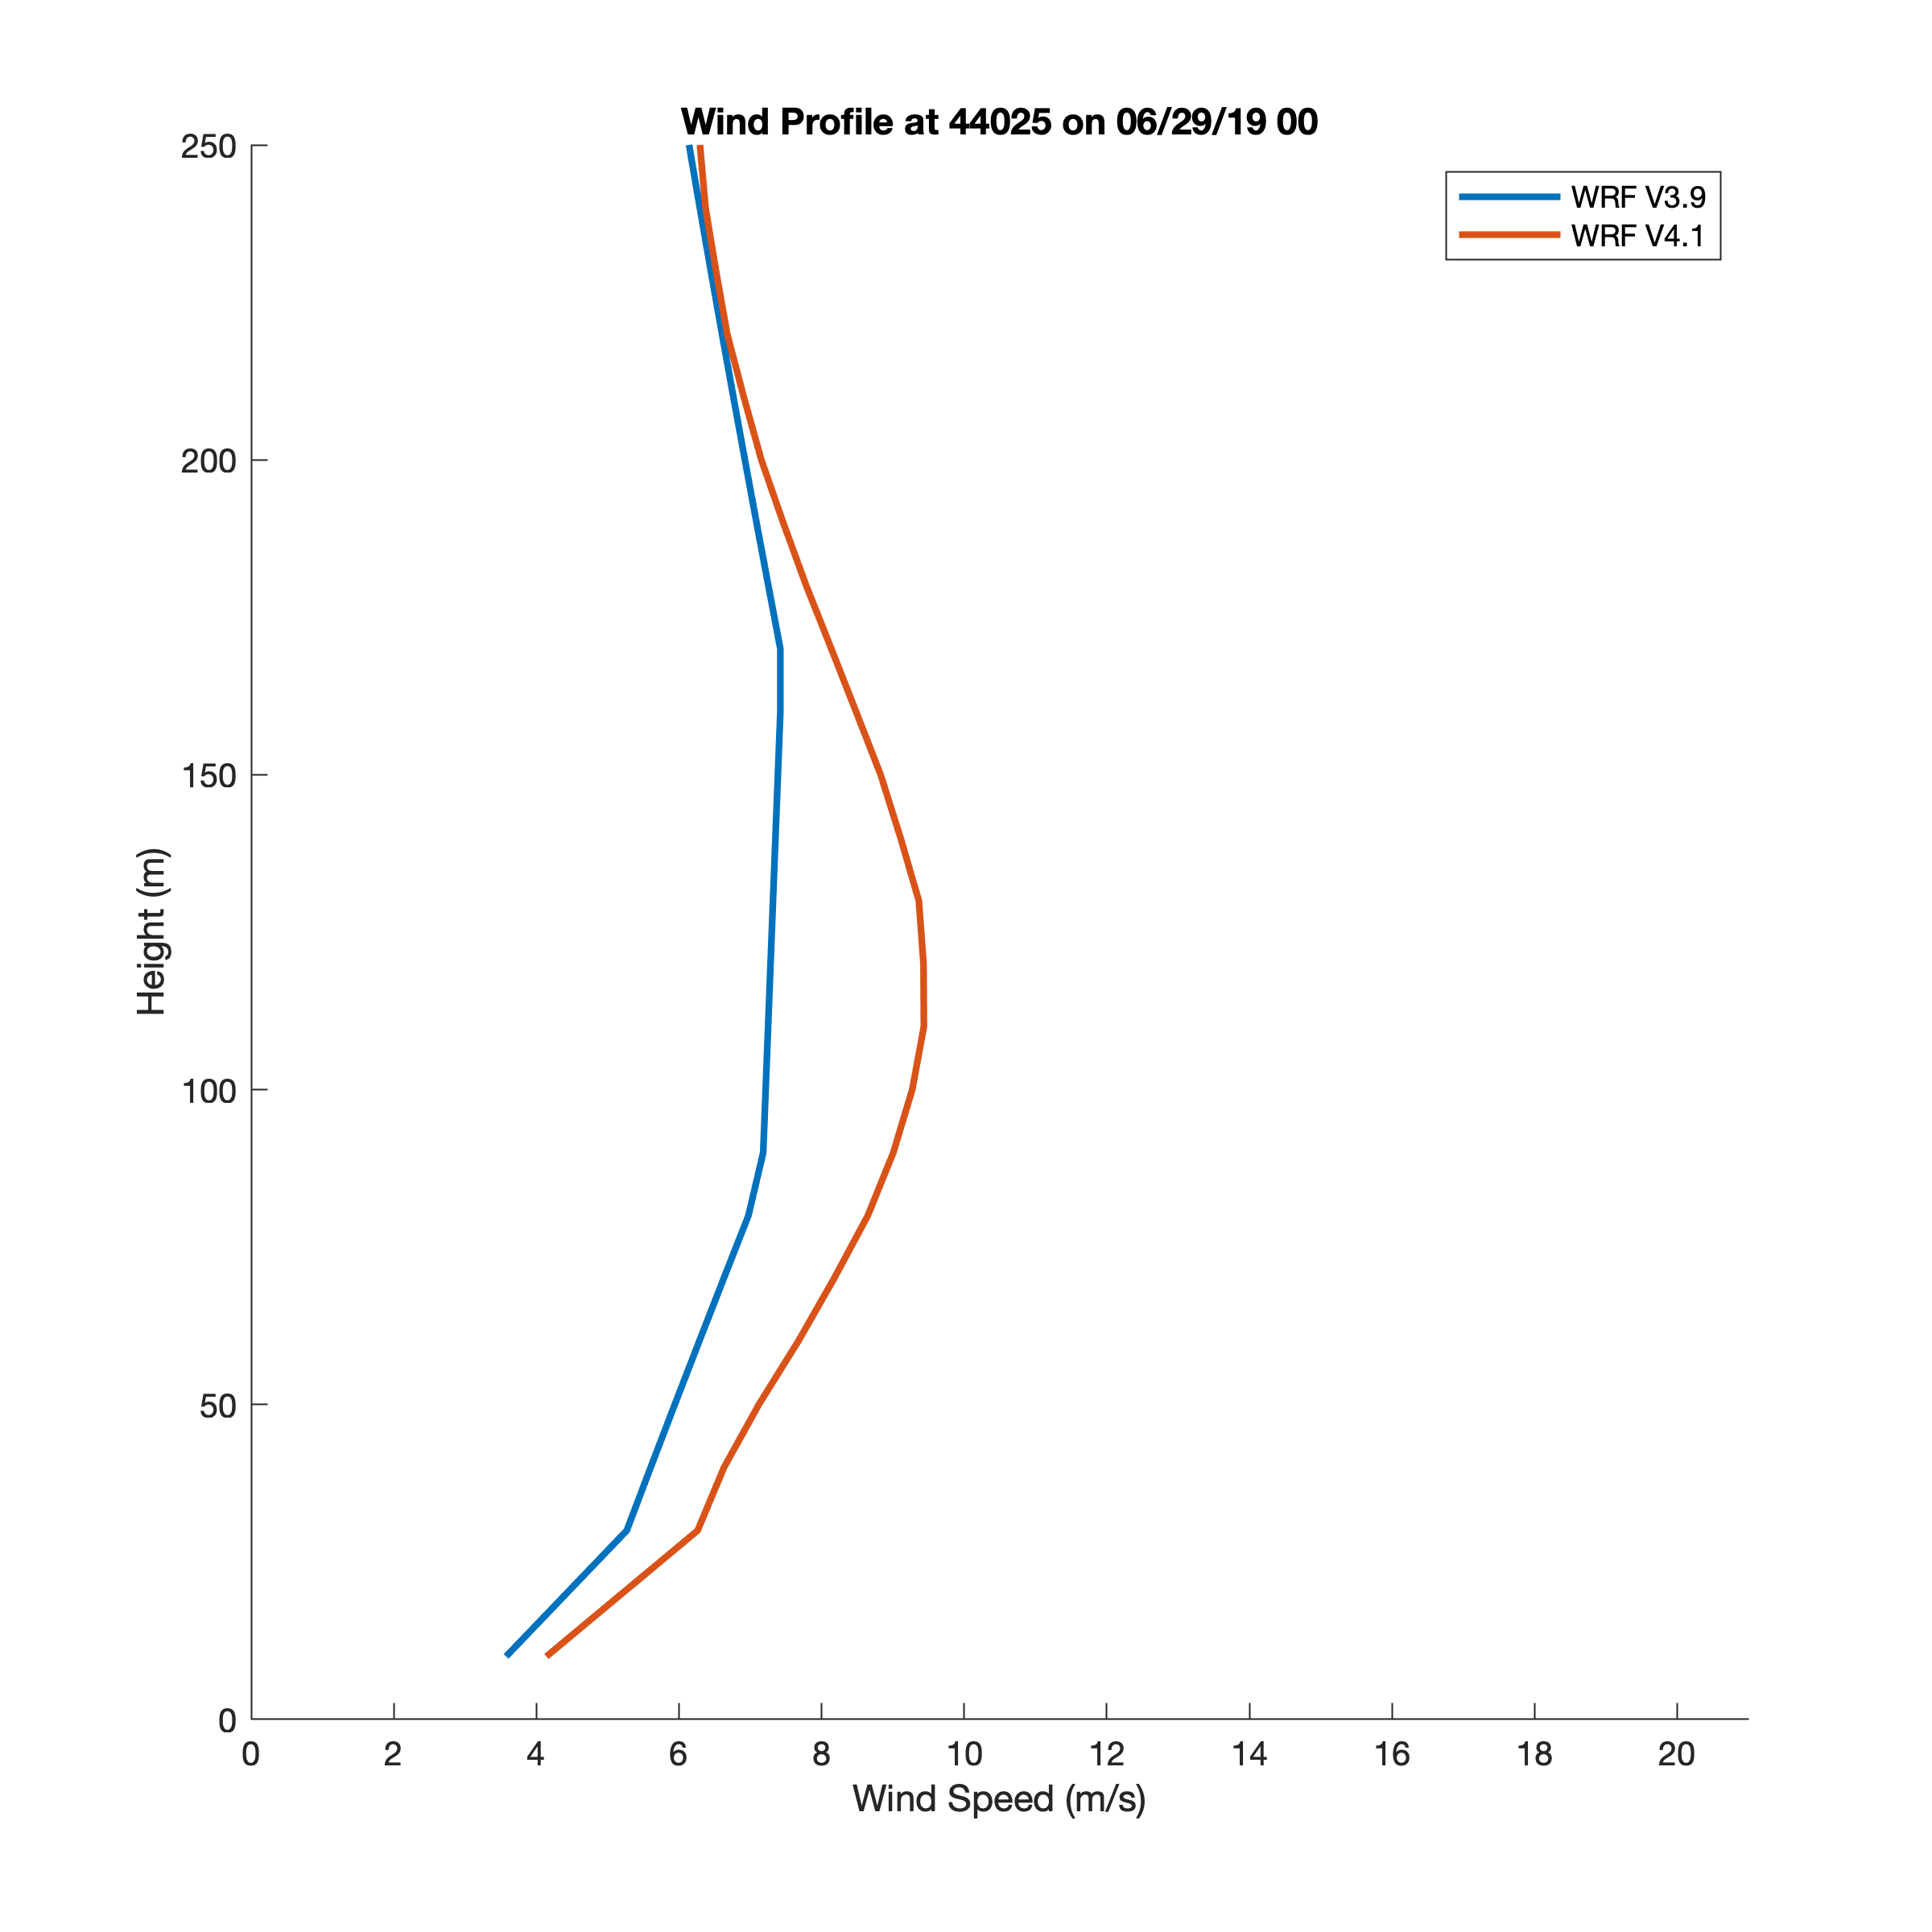 Wind Profile at 44025 on 06/29/19 00
WRF V3.9
WRF V4.1
250
200
150
100
50
0
Height (m)
0 2 4 6 8 10 12 14 16 18 20
Wind Speed (m/s)